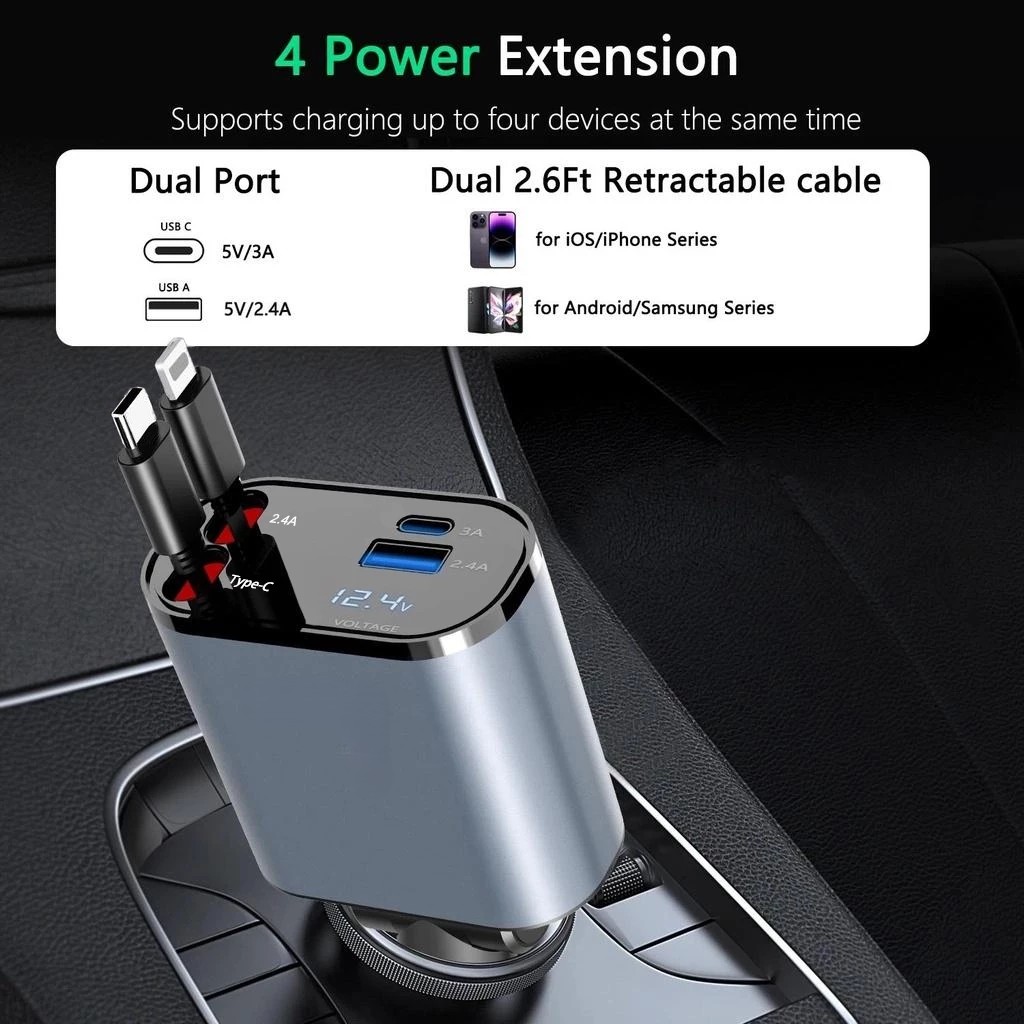 4 Power Extension
Supports charging up to four devices at the same time
Dual Port
USB C
5V/3A
USB A
5V/2.4A
Dual 2.6Ft Retractable cable
for iOS/iPhone Series
for Android/Samsung Series
2.4A
Type-C
3A
2.4A
12.4v
VOLTAGE